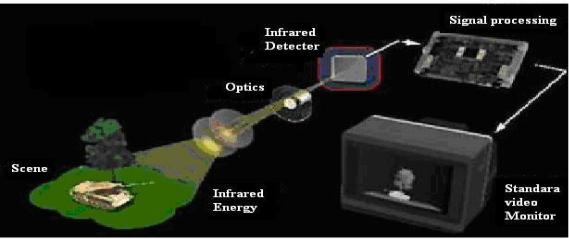 Signal processing
Infrared
Detecter
Optics
Scene
Infrared
Energy
Standara
video
Monitor